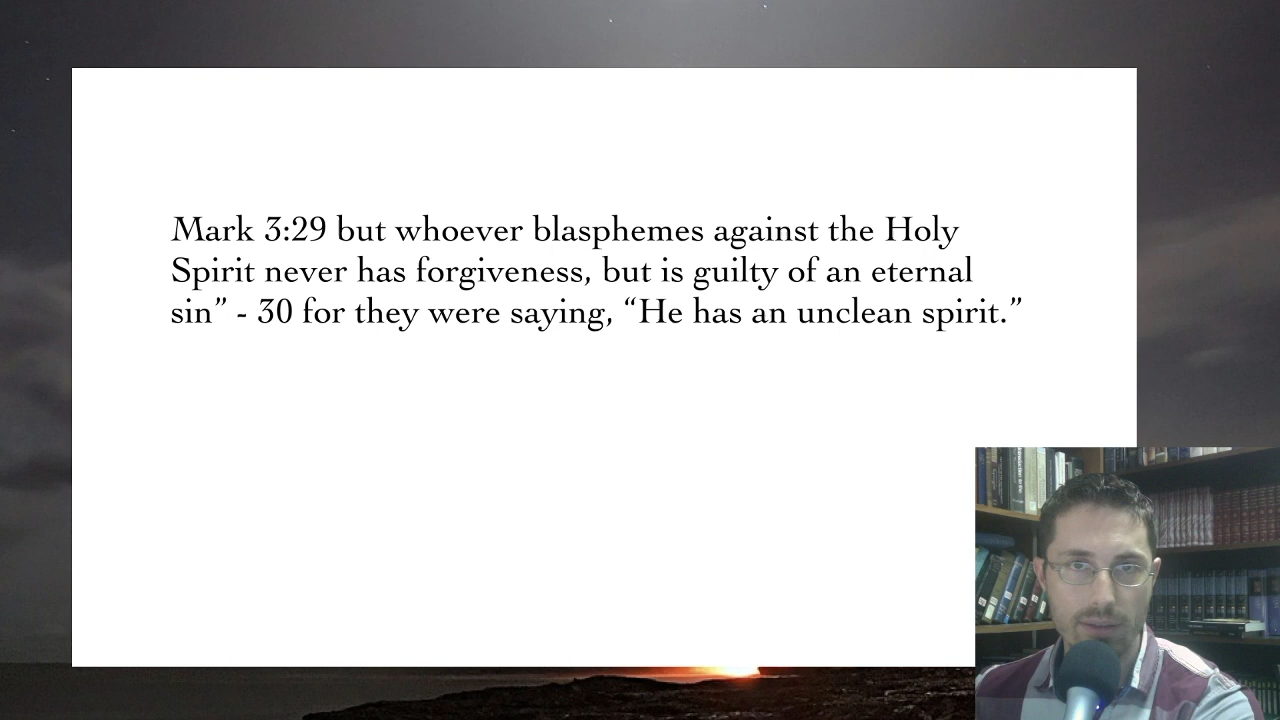 Mark 3:29 but whoever blasphemes against the Holy
Spirit never has forgiveness, but is guilty of an eternal
sin” - 30 for they were saying, “He has an unclean spirit.”